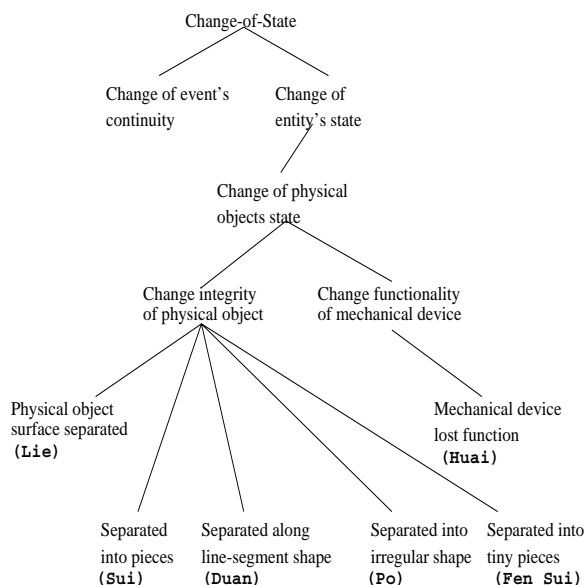 Change-of-State
Change of event's
continuity
Change of
entity's state
Change of physical
objects state
Change integrity
of physical object
Change functionality
of mechanical device
Physical object
surface separated
(Lie)
Mechanical device
lost function
(Huai)
Separated
into pieces
(Sui)
Separated along
line-segment shape
(Duan)
Separated into
irregular shape
(Po)
Separated into
tiny pieces
(Fen Sui)